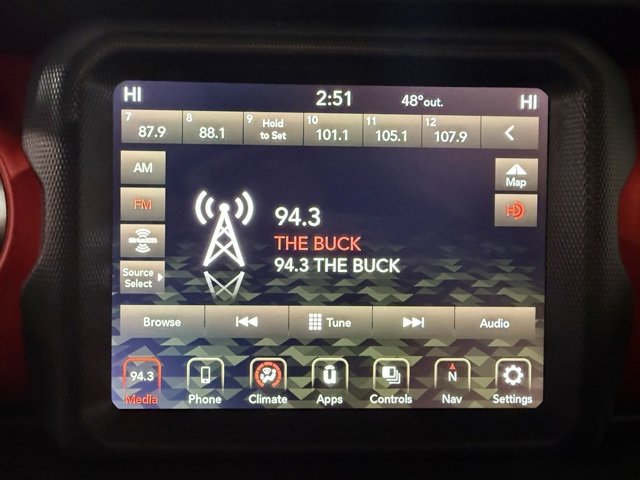 HI 2:51 48°out. HI
7 87.9 8 88.1 9 Hold to Set 10 101.1 11 105.1 12 107.9
AM
Map
FM
HD
94.3
THE BUCK
SiriusXM
94.3 THE BUCK
Source
Select
Browse Tune Audio
94.3 N
Media Phone Climate Apps Controls Nav Settings